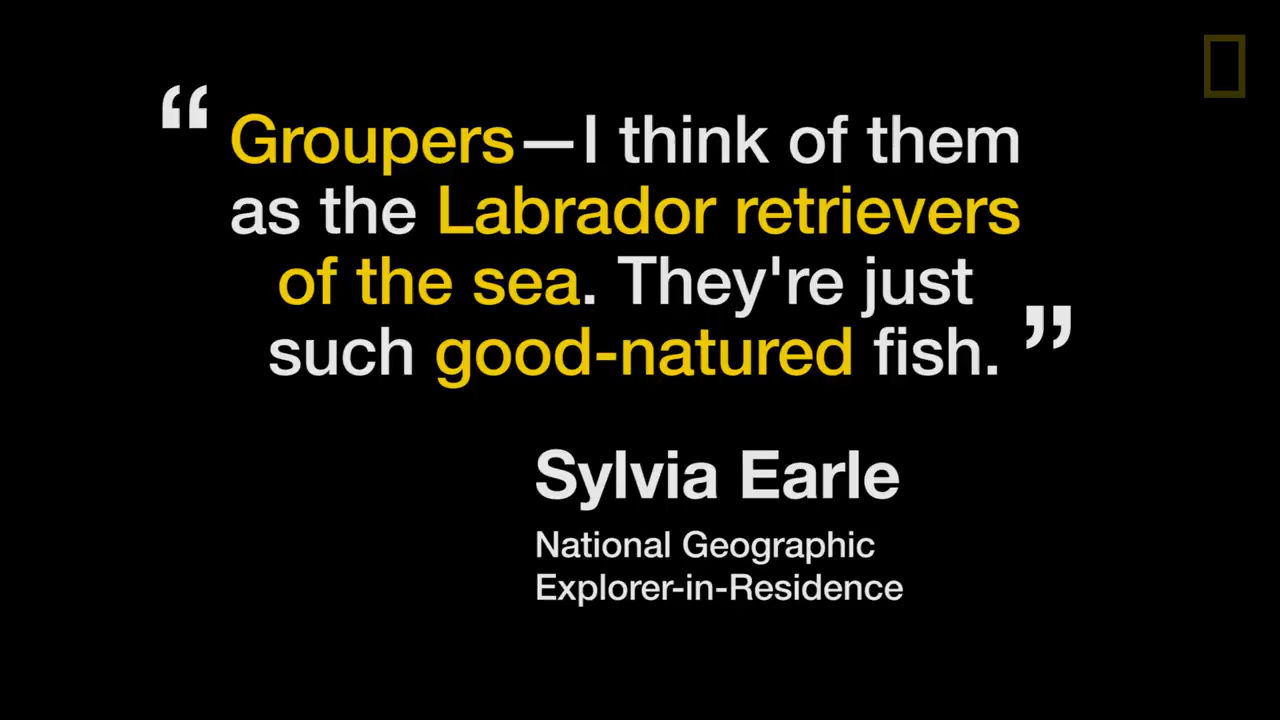 “Groupers—I think of them
as the Labrador retrievers
of the sea. They're just
such good-natured fish.”
Sylvia Earle
National Geographic
Explorer-in-Residence